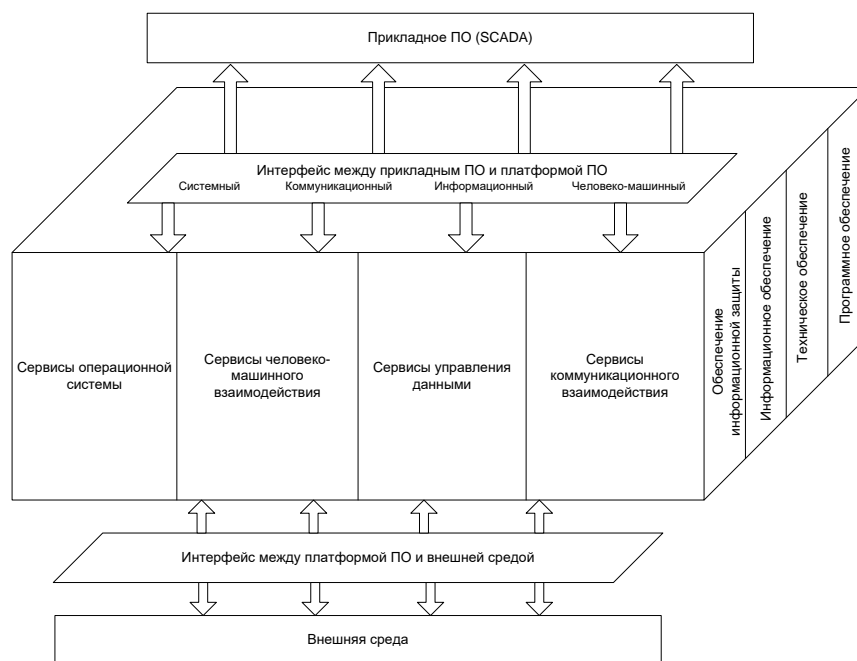 Прикладное ПО (SCADA)
Интерфейс между прикладным ПО и платформой ПО
Системный
Коммуникационный
Информационный
Человеко-машинный
Сервисы операционной
системы
Сервисы человеко-
машинного
взаимодействия
Сервисы управления
данными
Сервисы
коммуникационного
взаимодействия
Обеспечение
информационной защиты
Информационное обеспечение
Техническое обеспечение
Программное обеспечение
Интерфейс между платформой ПО и внешней средой
Внешняя среда